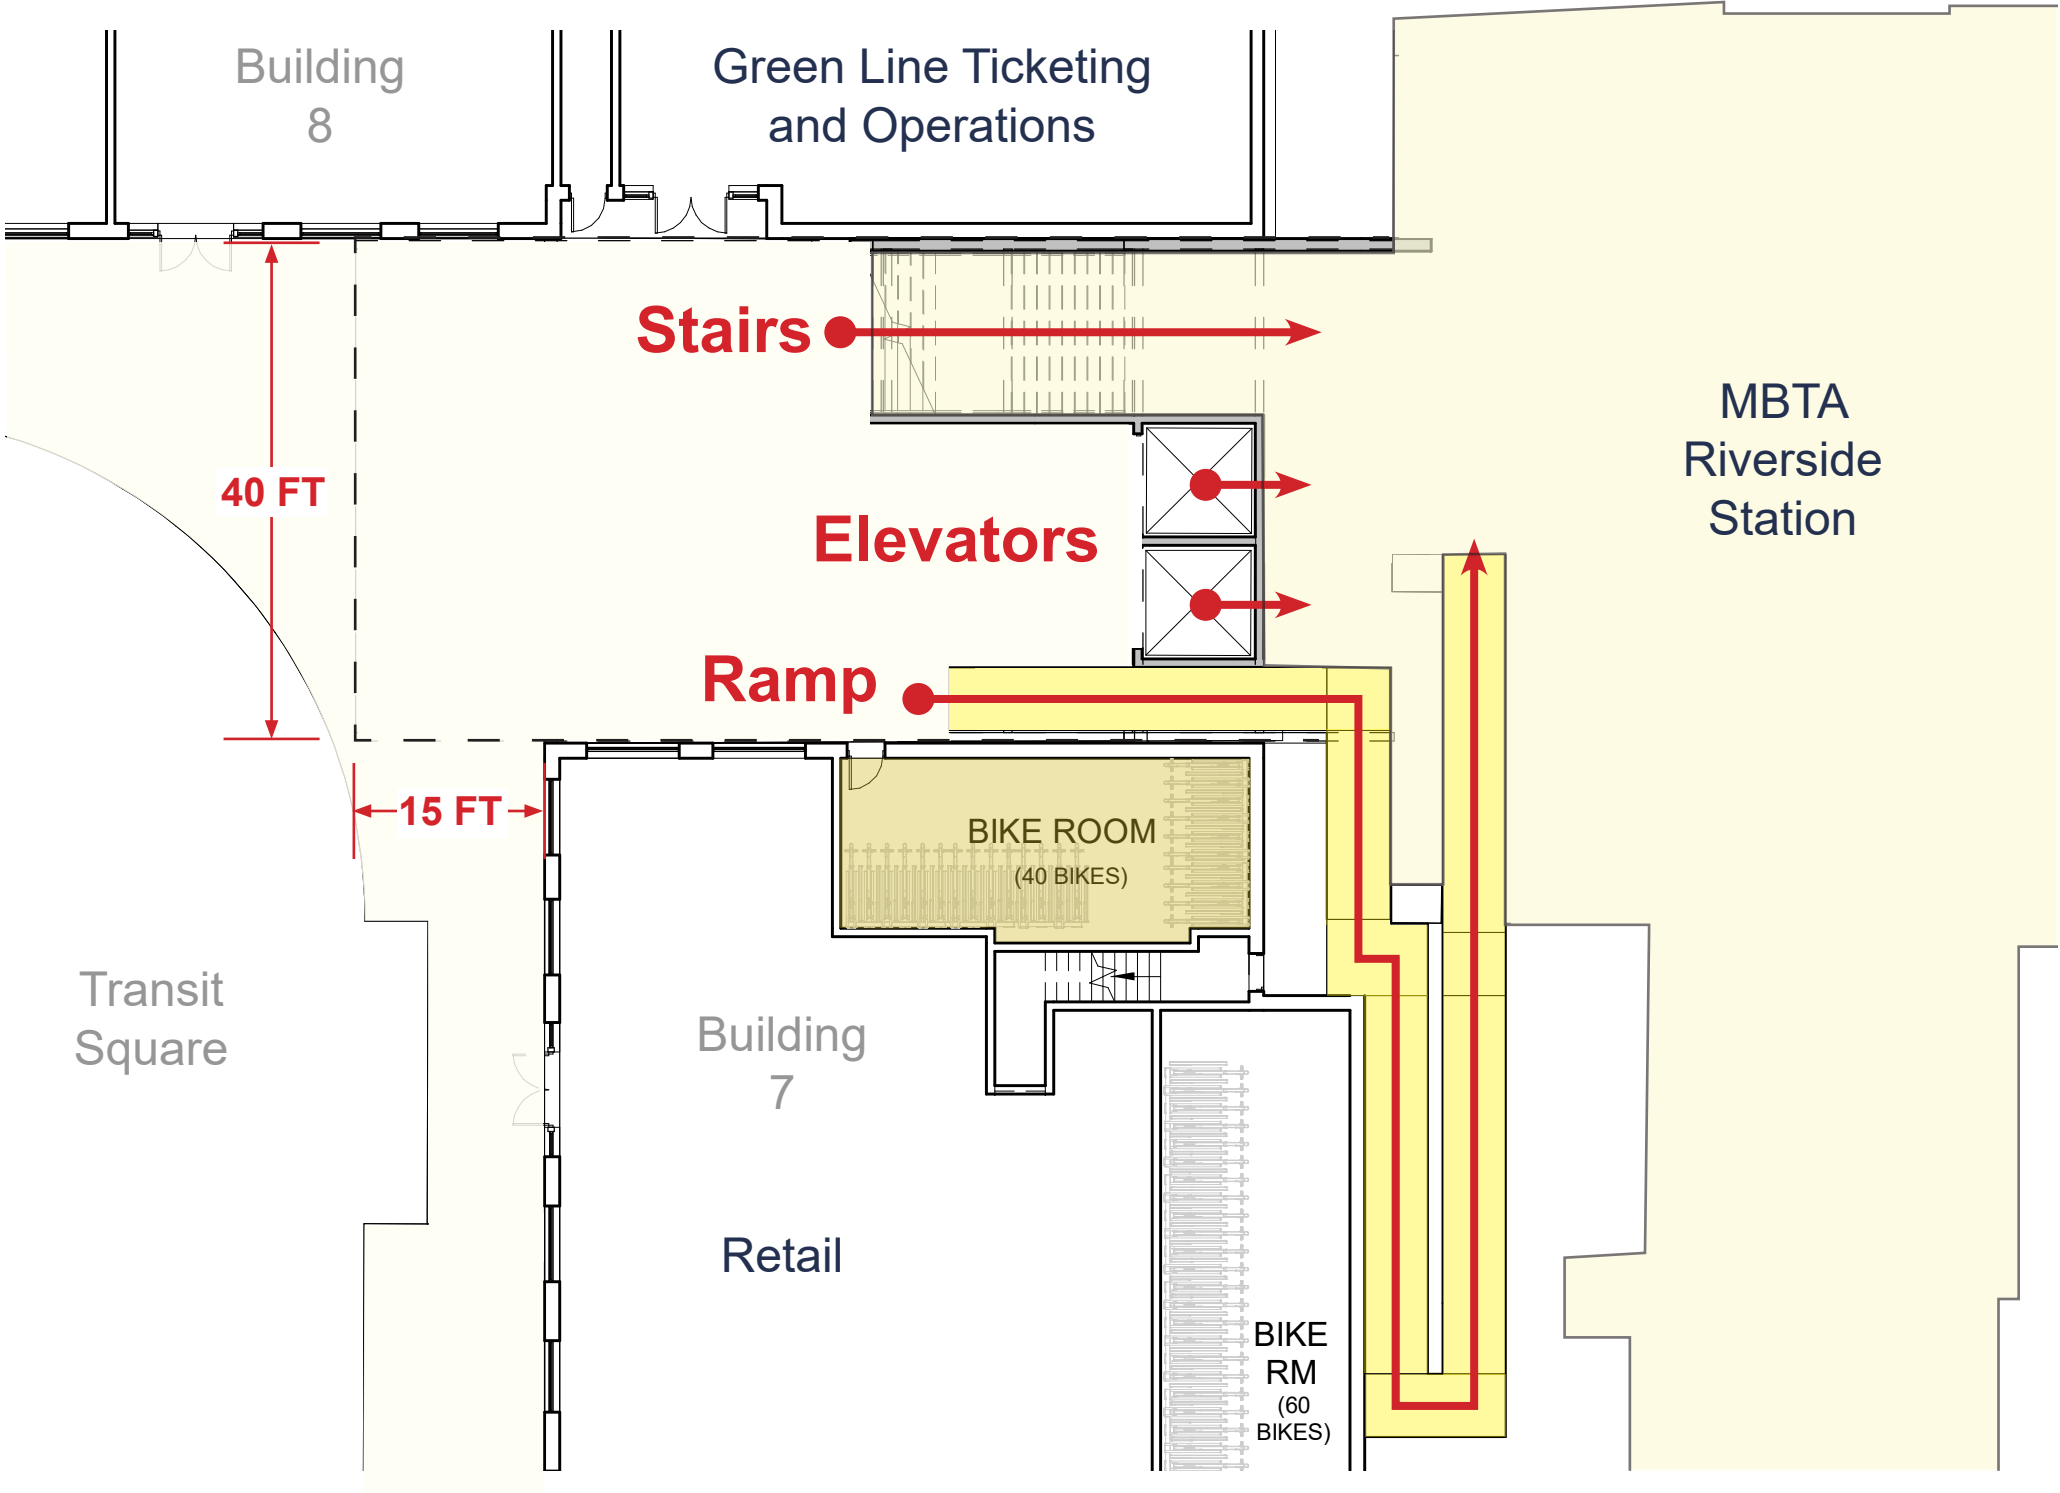 Building
8
Green Line Ticketing
and Operations
Stairs
MBTA
Riverside
Station
40 FT
Elevators
Ramp
15 FT
BIKE ROOM
(40 BIKES)
Transit
Square
Building
7
Retail
BIKE
RM
(60
BIKES)